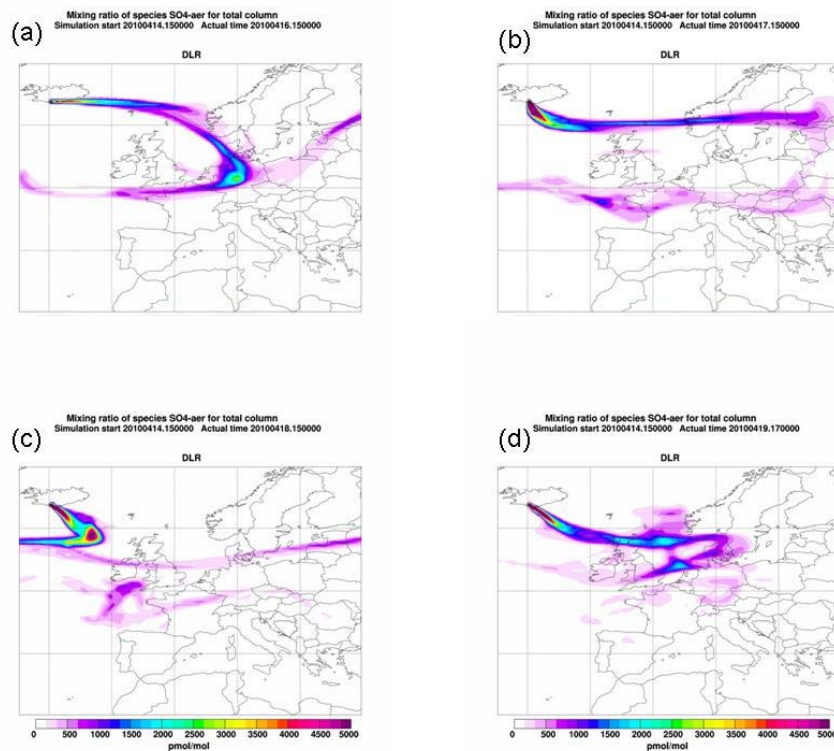 (a)
Mixing ratio of species SO4-aer for total column
Simulation start 20100414.150000 Actual time 20100416.150000
DLR
(b)
Mixing ratio of species SO4-aer for total column
Simulation start 20100414.150000 Actual time 20100417.150000
DLR
(c)
Mixing ratio of species SO4-aer for total column
Simulation start 20100414.150000 Actual time 20100418.150000
DLR
0 500 1000 1500 2000 2500 3000 3500 4000 4500 5000
pmol/mol
(d)
Mixing ratio of species SO4-aer for total column
Simulation start 20100414.150000 Actual time 20100419.170000
DLR
0 500 1000 1500 2000 2500 3000 3500 4000 4500 5000
pmol/mol